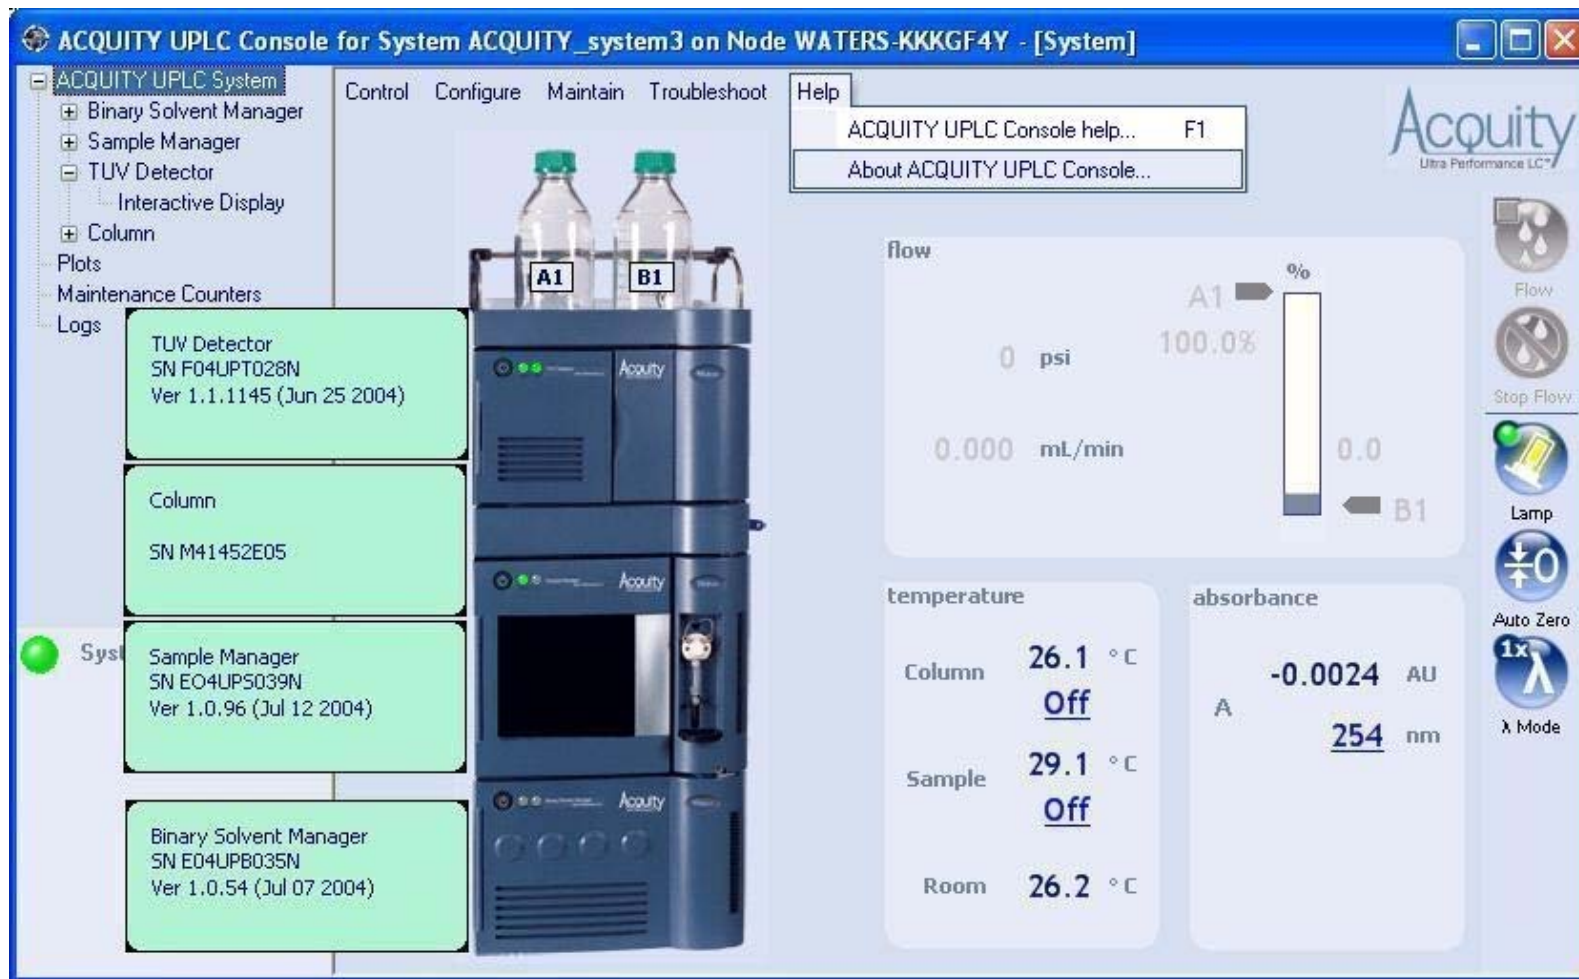 ACQUITY UPLC Console for System ACQUITY_system3 on Node WATERS-KKKGF4Y - [System]
ACQUITY UPLC System
Binary Solvent Manager
Sample Manager
TUV Detector
Interactive Display
Column
Plots
Maintenance Counters
Logs
Control Configure Maintain Troubleshoot Help
ACQUITY UPLC Console help... F1
About ACQUITY UPLC Console...
Acquity
Ultra Performance LC™
A1
B1
TUV Detector
SN F04UPT028N
Ver 1.1.1145 (Jun 25 2004)
Column
SN M41452E05
Syst
Sample Manager
SN EO4UPS039N
Ver 1.0.96 (Jul 12 2004)
Binary Solvent Manager
SN E04UPB035N
Ver 1.0.54 (Jul 07 2004)
Acquity
Acquity
Acquity
flow
%
A1
100.0%
0 psi
0.000 mL/min
0.0
B1
temperature
Column 26.1 °C
Off
Sample 29.1 °C
Off
Room 26.2 °C
absorbance
A -0.0024 AU
254 nm
Flow
Stop Flow
Lamp
0
Auto Zero
1x
λ
λ Mode